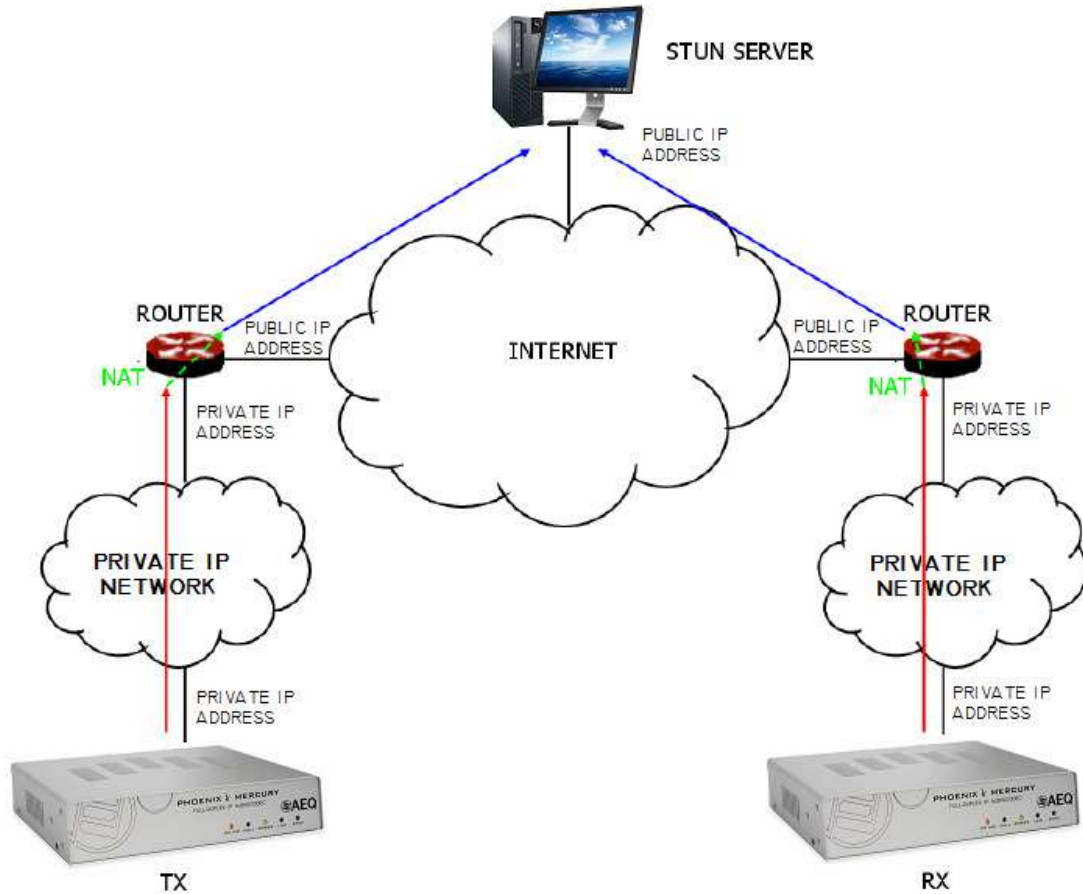 STUN SERVER
PUBLIC IP
ADDRESS
ROUTER
PUBLIC IP
ADDRESS
NAT
INTERNET
PUBLIC IP
ADDRESS
ROUTER
NAT
PRIVATE IP
ADDRESS
PRIVATE IP
ADDRESS
PRIVATE IP
NETWORK
PRIVATE IP
NETWORK
PRIVATE IP
ADDRESS
PRIVATE IP
ADDRESS
PHOENIX MERCURY
AEQ
PHOENIX MERCURY
AEQ
TX
RX